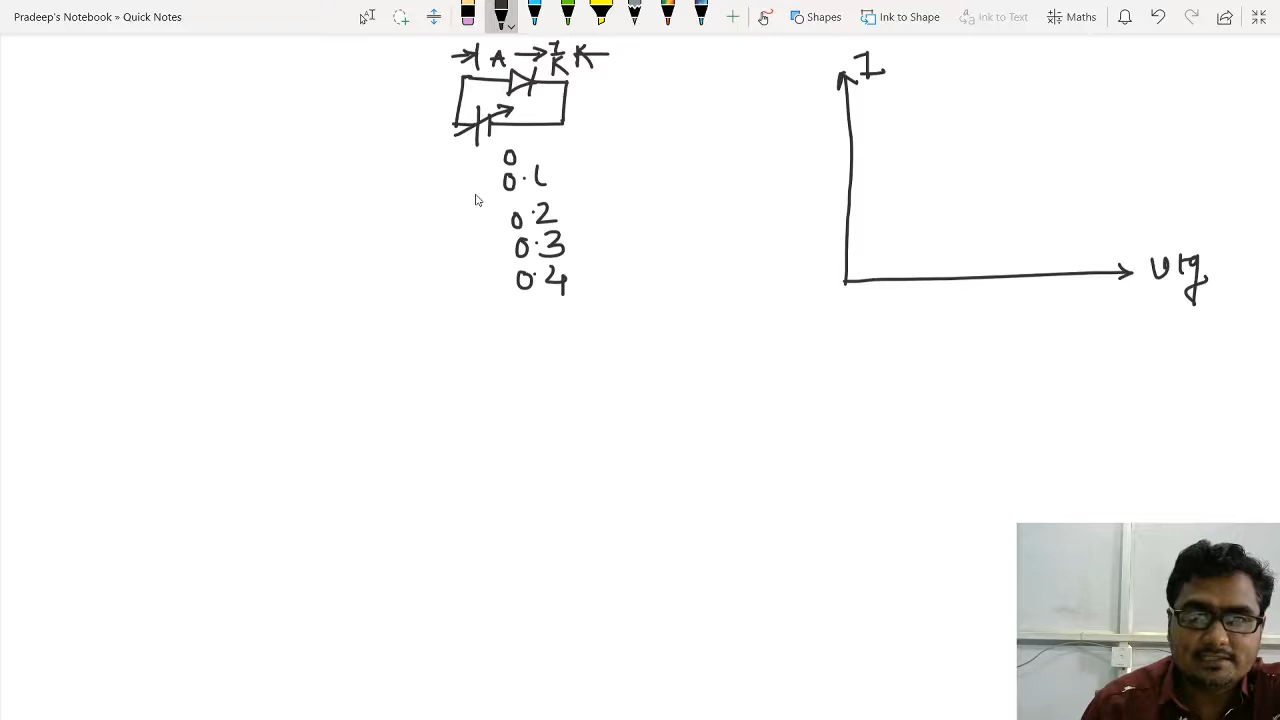 Pradeep's Notebook » Quick Notes
Shapes
Ink to Shape
Ink to Text
Maths
A
I
K
K
0
0.1
0.2
0.3
0.4
I
Vtg